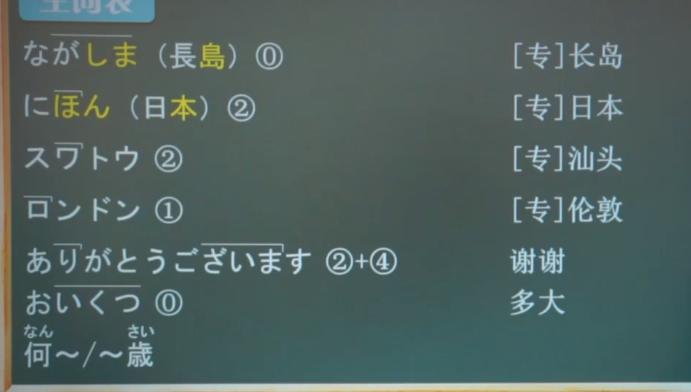 生词表
ながしま（長島）⓪ [专]长岛
にほん（日本）② [专]日本
スワトウ ② [专]汕头
ロンドン ① [专]伦敦
ありがとうございます ②+④ 谢谢
おいくつ ⓪ 多大
なん さい
何～/～歳